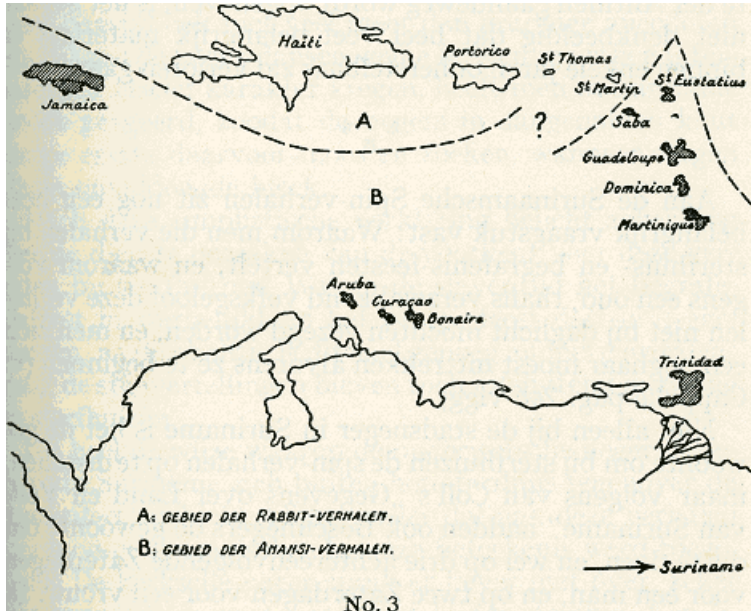 Haïti
Portorico
St Thomas
St Martin
St Eustatius
Jamaica
Saba
A
?
Guadeloupe
B
Dominica
Martinique
Aruba
Curaçao
Bonaire
Trinidad
A: GEBIED DER RABBIT-VERHALEN.
B: GEBIED DER ANANSI-VERHALEN.
Suriname
No. 3